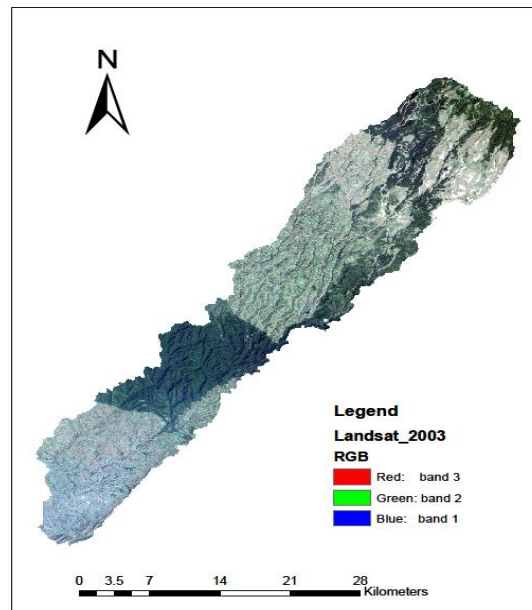 N
Legend
Landsat_2003
RGB
Red: band 3
Green: band 2
Blue: band 1
0 2 3.5 7 14 21 28
Kilometers